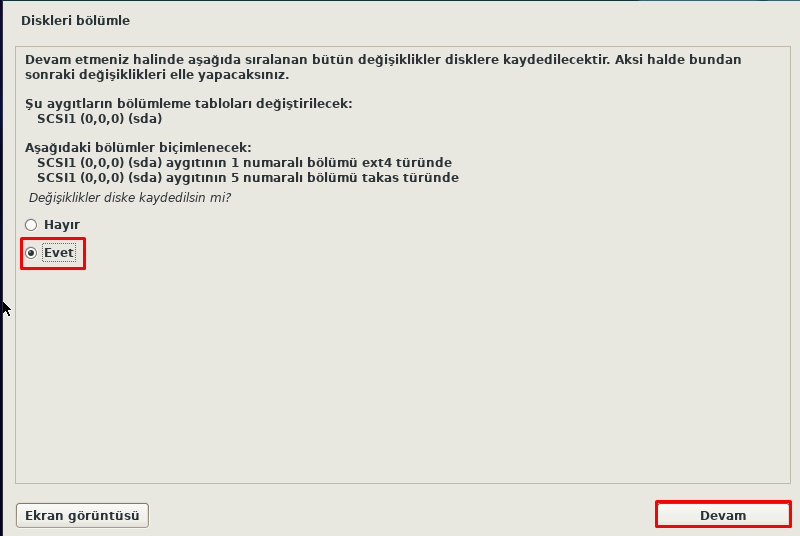 Diskleri bölümle
Devam etmeniz halinde aşağıda sıralanan bütün değişiklikler disklere kaydedilecektir. Aksi halde bundan
sonraki değişiklikleri elle yapacaksınız.
Şu aygıtların bölümleme tabloları değiştirilecek:
SCSI1 (0,0,0) (sda)
Aşağıdaki bölümler biçimlenecek:
SCSI1 (0,0,0) (sda) aygıtının 1 numaralı bölümü ext4 türünde
SCSI1 (0,0,0) (sda) aygıtının 5 numaralı bölümü takas türünde
Değişiklikler diske kaydedilsin mi?
Hayır
Evet
Ekran görüntüsü
Devam